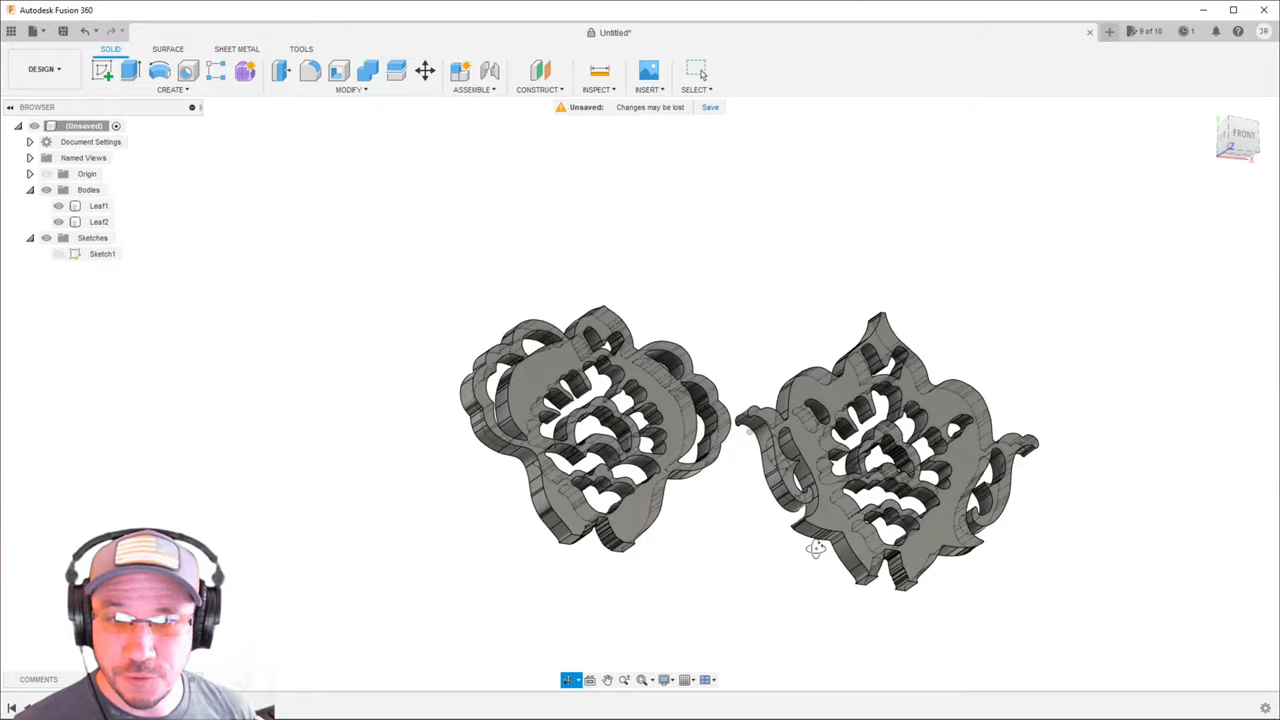 Autodesk Fusion 360
Untitled*
9 of 10
1
JR
SOLID
SURFACE
SHEET METAL
TOOLS
DESIGN
CREATE
MODIFY
ASSEMBLE
CONSTRUCT
INSPECT
INSERT
SELECT
BROWSER
Unsaved:
Changes may be lost
Save
(Unsaved)
Document Settings
Named Views
Origin
Bodies
Leaf1
Leaf2
Sketches
Sketch1
FRONT
Y
Z
X
COMMENTS